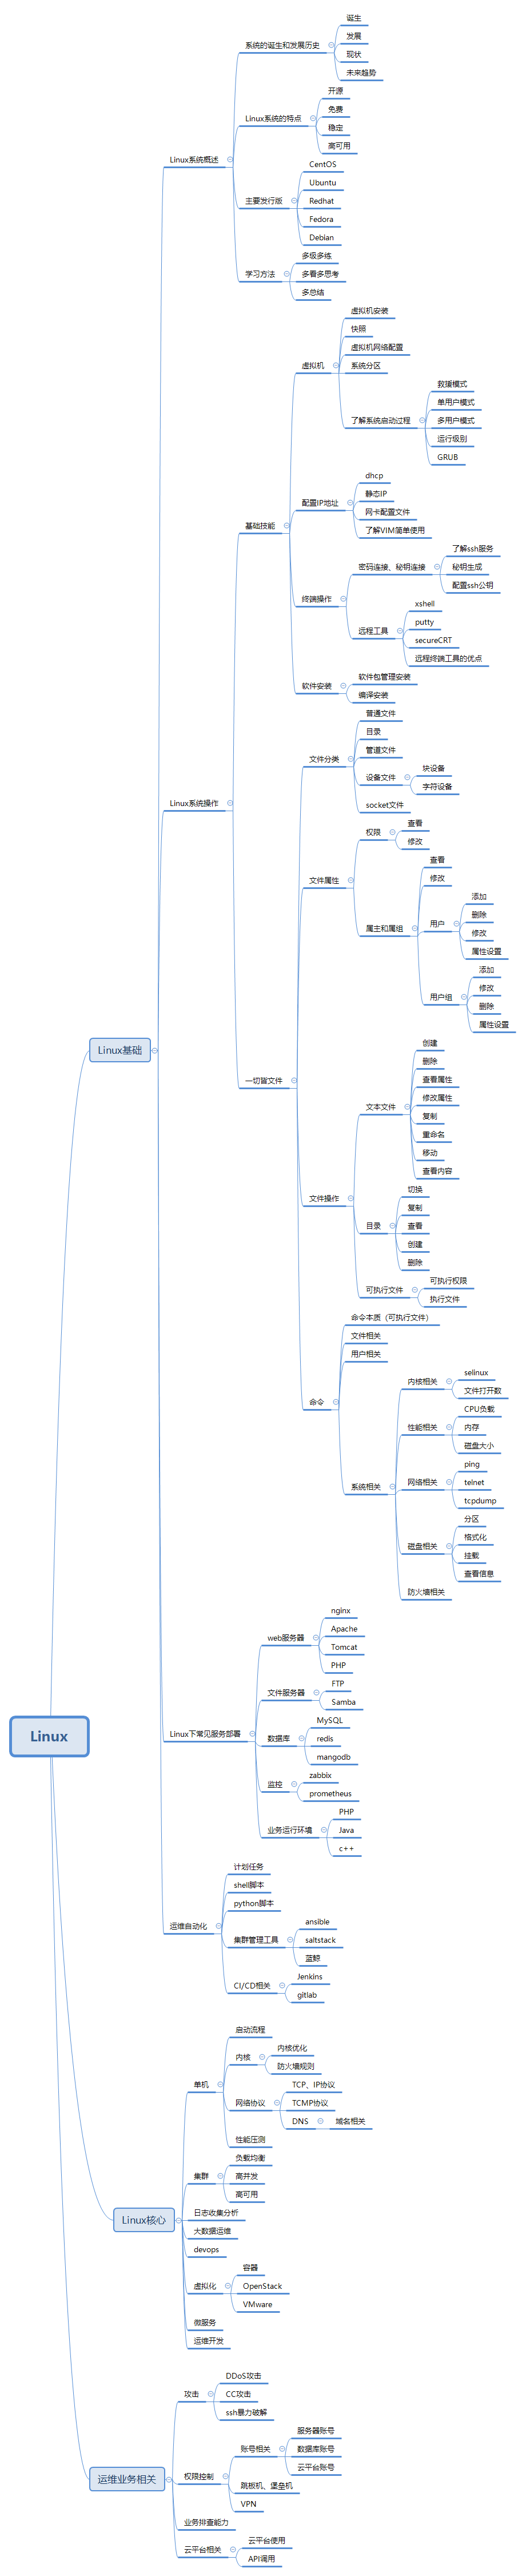 诞生
系统的诞生和发展历史
发展
现状
未来趋势
开源
Linux系统的特点
免费
稳定
高可用
Linux系统概述
CentOS
Ubuntu
主要发行版
Redhat
Fedora
Debian
多级多练
学习方法
多看多思考
多总结
虚拟机安装
快照
虚拟机网络配置
虚拟机
系统分区
救援模式
单用户模式
了解系统启动过程
多用户模式
运行级别
GRUB
基础技能
dhcp
静态IP
配置IP地址
网卡配置文件
了解VIM简单使用
了解ssh服务
密码连接、秘钥连接
秘钥生成
配置ssh公钥
终端操作
xshell
putty
远程工具
secureCRT
远程终端工具的优点
软件包管理安装
软件安装
编译安装
Linux系统操作
普通文件
目录
管道文件
文件分类
块设备
设备文件
字符设备
socket文件
查看
权限
修改
文件属性
查看
修改
属主和属组
添加
用户
删除
修改
属性设置
添加
用户组
修改
删除
属性设置
Linux基础
一切皆文件
创建
删除
查看属性
文本文件
修改属性
复制
重命名
移动
查看内容
文件操作
切换
复制
目录
查看
创建
删除
可执行权限
可执行文件
执行文件
命令本质（可执行文件）
文件相关
用户相关
命令
selinux
内核相关
文件打开数
CPU负载
性能相关
内存
磁盘大小
系统相关
ping
网络相关
telnet
tcpdump
分区
格式化
磁盘相关
挂载
查看信息
防火墙相关
nginx
web服务器
Apache
Tomcat
PHP
FTP
文件服务器
Samba
Linux下常见服务部署
MySQL
数据库
redis
mangodb
zabbix
监控
prometheus
PHP
业务运行环境
Java
c++
Linux
计划任务
shell脚本
python脚本
运维自动化
ansible
集群管理工具
saltstack
蓝鲸
Jenkins
CI/CD相关
gitlab
启动流程
内核优化
内核
防火墙规则
单机
TCP、IP协议
网络协议
TCMP协议
DNS
域名相关
性能压测
负载均衡
集群
高并发
高可用
Linux核心
日志收集分析
大数据运维
devops
容器
虚拟化
OpenStack
VMware
微服务
运维开发
DDoS攻击
攻击
CC攻击
ssh暴力破解
服务器账号
账号相关
数据库账号
云平台账号
权限控制
跳板机、堡垒机
VPN
运维业务相关
业务排查能力
云平台使用
云平台相关
API调用